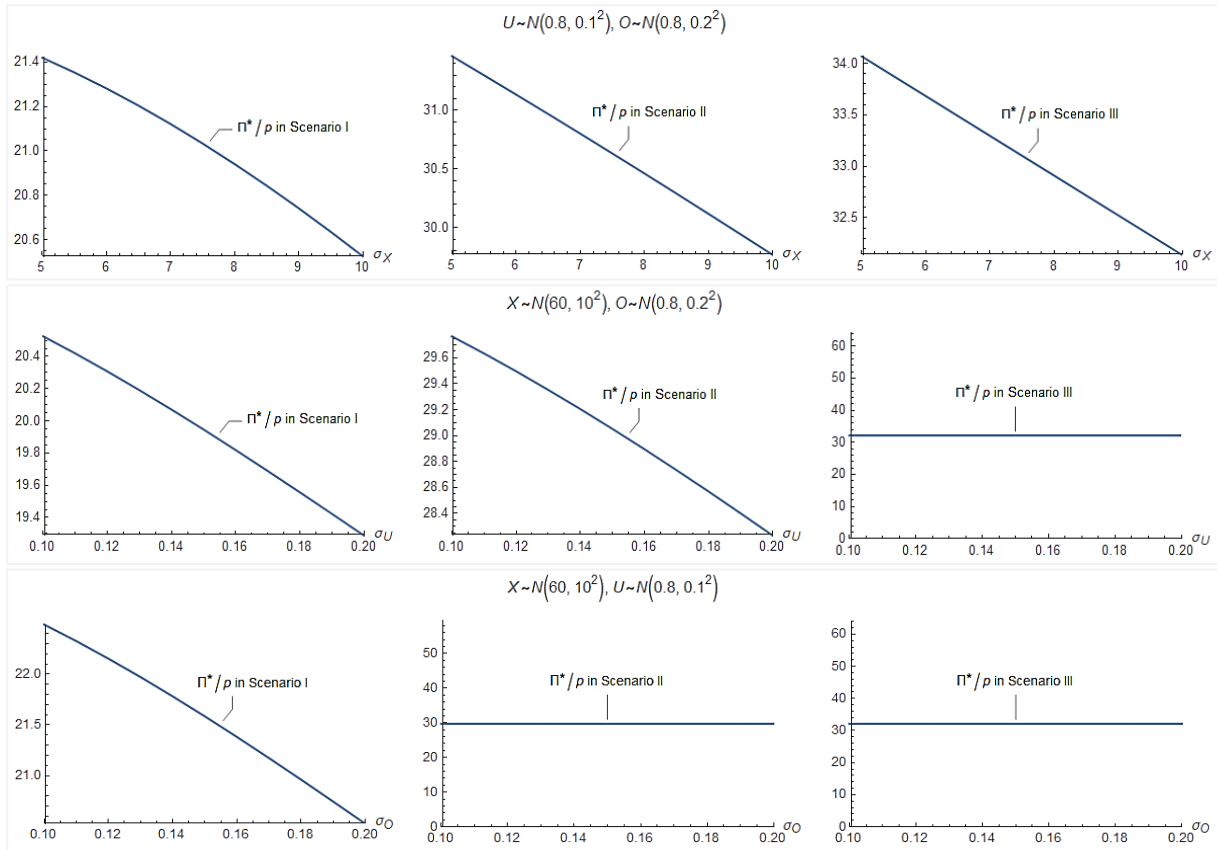 U~N(0.8, 0.1²), O~N(0.8, 0.2²)
21.4
21.2
21.0
20.8
20.6
Π*/p in Scenario I
5 6 7 8 9 10 σX
31.0
30.5
30.0
Π*/p in Scenario II
5 6 7 8 9 10 σX
34.0
33.5
33.0
32.5
Π*/p in Scenario III
5 6 7 8 9 10 σX
X~N(60, 10²), O~N(0.8, 0.2²)
20.4
20.2
20.0
19.8
19.6
19.4
Π*/p in Scenario I
0.10 0.12 0.14 0.16 0.18 0.20 σU
29.6
29.4
29.2
29.0
28.8
28.6
28.4
Π*/p in Scenario II
0.10 0.12 0.14 0.16 0.18 0.20 σU
60
50
40
30
20
10
0
Π*/p in Scenario III
0.10 0.12 0.14 0.16 0.18 0.20 σU
X~N(60, 10²), U~N(0.8, 0.1²)
22.0
21.5
21.0
Π*/p in Scenario I
0.10 0.12 0.14 0.16 0.18 0.20 σO
50
40
30
20
10
0
Π*/p in Scenario II
0.10 0.12 0.14 0.16 0.18 0.20 σO
60
50
40
30
20
10
0
Π*/p in Scenario III
0.10 0.12 0.14 0.16 0.18 0.20 σO